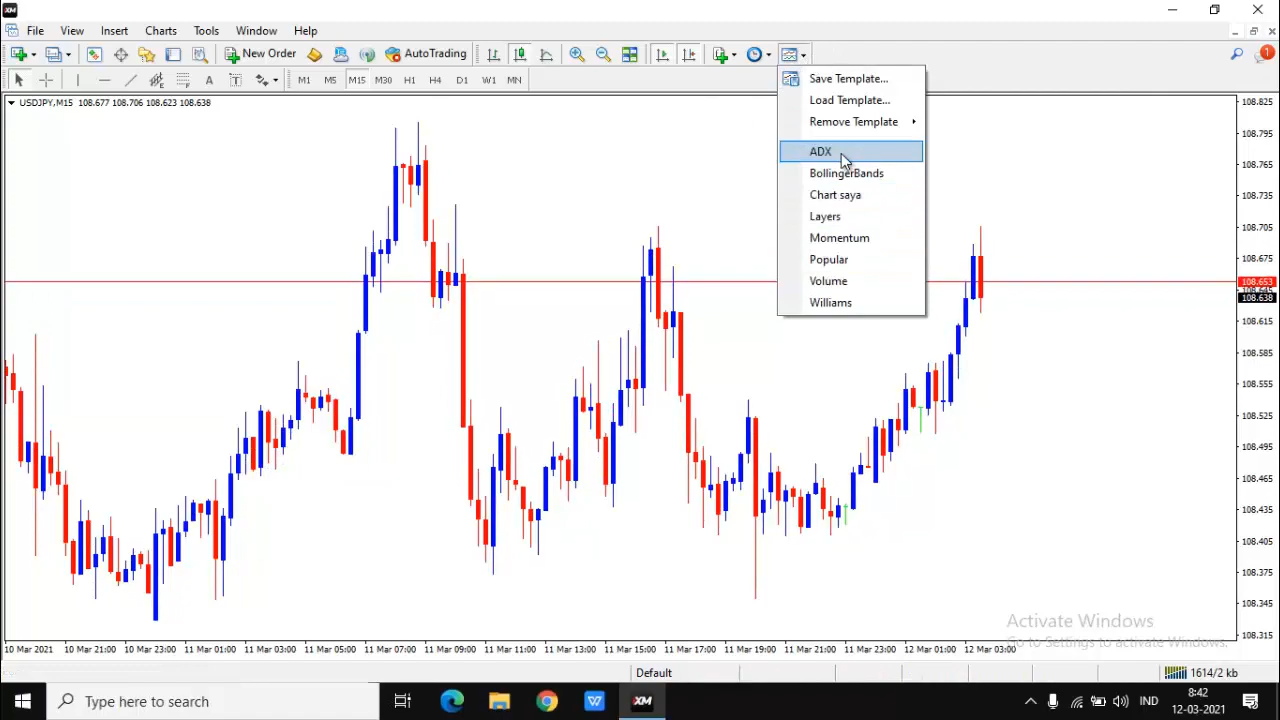 XM
File View Insert Charts Tools Window Help
New Order AutoTrading
1
A T M1 M5 M15 M30 H1 H4 D1 W1 MN
Save Template...
Load Template...
Remove Template
ADX
BollingerBands
Chart saya
Layers
Momentum
Popular
Volume
Williams
USDJPY,M15 108.677 108.706 108.623 108.638
108.825
108.795
108.765
108.735
108.705
108.675
108.653
108.638
108.615
108.585
108.555
108.525
108.495
108.465
108.435
108.405
108.375
108.345
108.315
Activate Windows
Go to Settings to activate Windows.
10 Mar 2021 10 Mar 21:00 10 Mar 23:00 11 Mar 01:00 11 Mar 03:00 11 Mar 05:00 11 Mar 07:00 11 Mar 09:00 11 Mar 11:00 11 Mar 13:00 11 Mar 15:00 11 Mar 17:00 11 Mar 19:00 11 Mar 21:00 11 Mar 23:00 12 Mar 01:00 12 Mar 03:00
Default 1614/2 kb
Type here to search W XM IND 8:42
12-03-2021